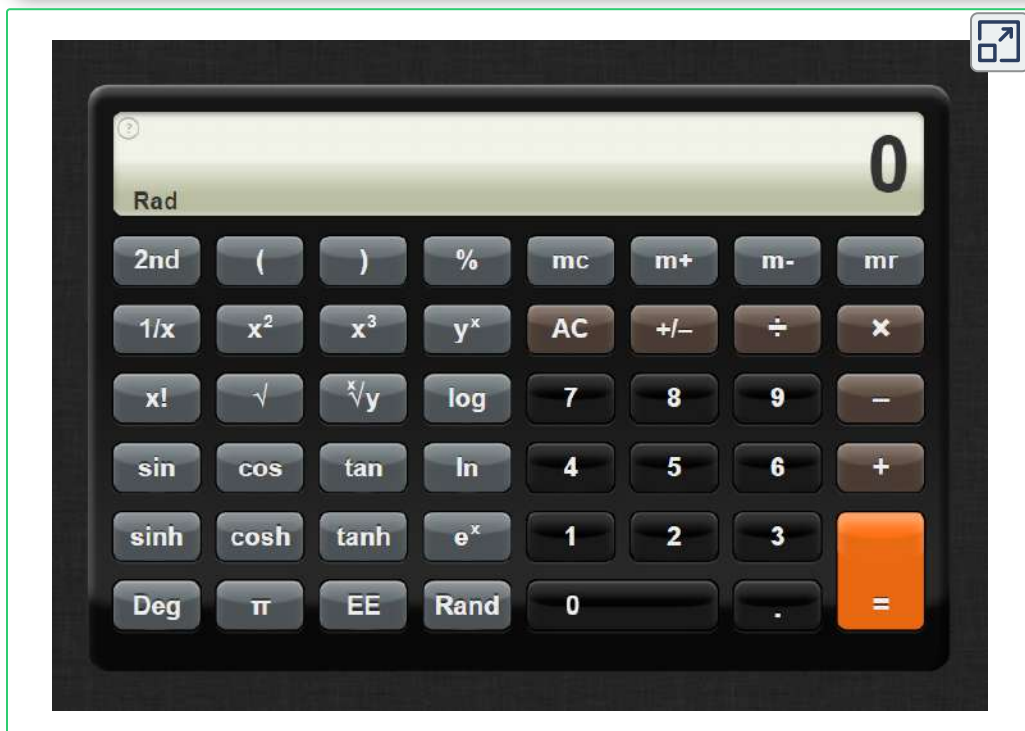 ?
0
Rad
2nd ( ) % mc m+ m- mr
1/x x² x³ yˣ AC +/– ÷ ×
x! √ ˣ√y log 7 8 9 –
sin cos tan ln 4 5 6 +
sinh cosh tanh eˣ 1 2 3
Deg π EE Rand 0 . =